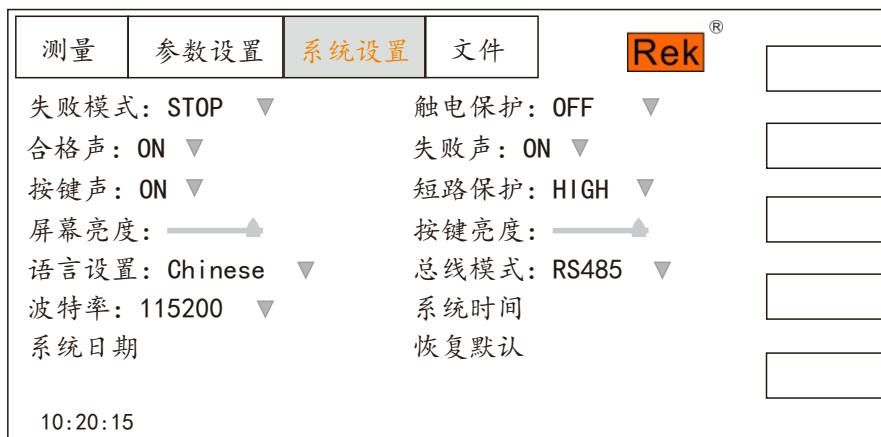 测量 参数设置 系统设置 文件 Rek®
失败模式：STOP ▼ 触电保护：OFF ▼
合格声：ON ▼ 失败声：ON ▼
按键声：ON ▼ 短路保护：HIGH ▼
屏幕亮度： 按键亮度：
语言设置：Chinese ▼ 总线模式：RS485 ▼
波特率：115200 ▼ 系统时间
系统日期 恢复默认
10:20:15